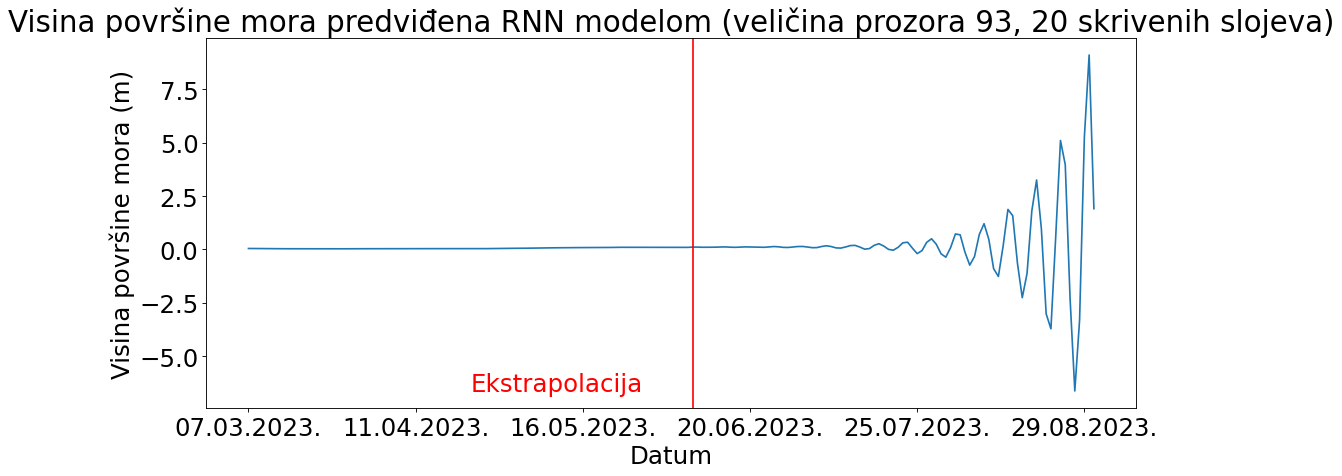 Visina površine mora predviđena RNN modelom (veličina prozora 93, 20 skrivenih slojeva)
Visina površine mora (m)
7.5
5.0
2.5
0.0
−2.5
−5.0
Ekstrapolacija
07.03.2023. 11.04.2023. 16.05.2023. 20.06.2023. 25.07.2023. 29.08.2023.
Datum